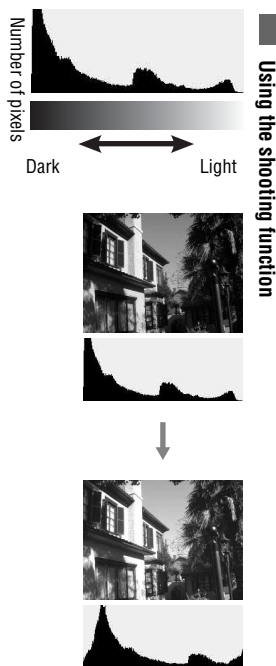 Using the shooting function
Number of pixels
Dark
Light